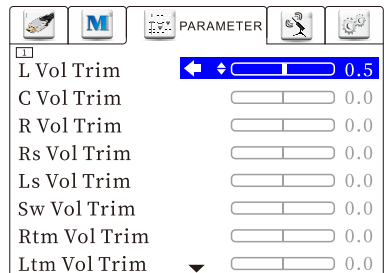 M PARAMETER
1
L Vol Trim 0.5
C Vol Trim 0.0
R Vol Trim 0.0
Rs Vol Trim 0.0
Ls Vol Trim 0.0
Sw Vol Trim 0.0
Rtm Vol Trim 0.0
Ltm Vol Trim 0.0